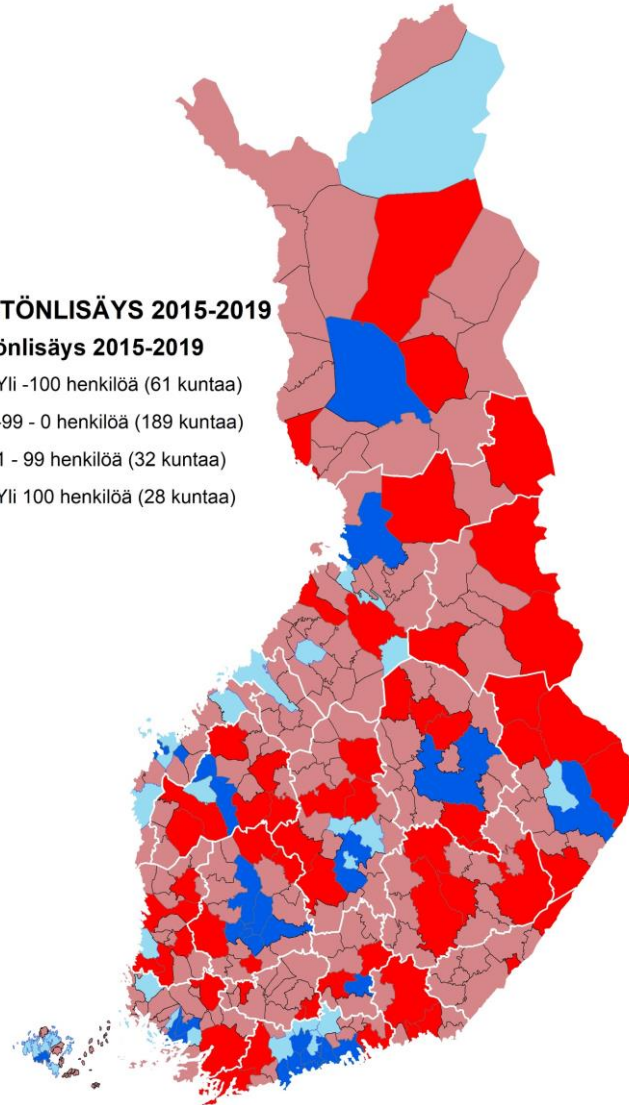 TÖNLISÄYS 2015-2019
önlisäys 2015-2019
Yli -100 henkilöä (61 kuntaa)
-99 - 0 henkilöä (189 kuntaa)
1 - 99 henkilöä (32 kuntaa)
Yli 100 henkilöä (28 kuntaa)